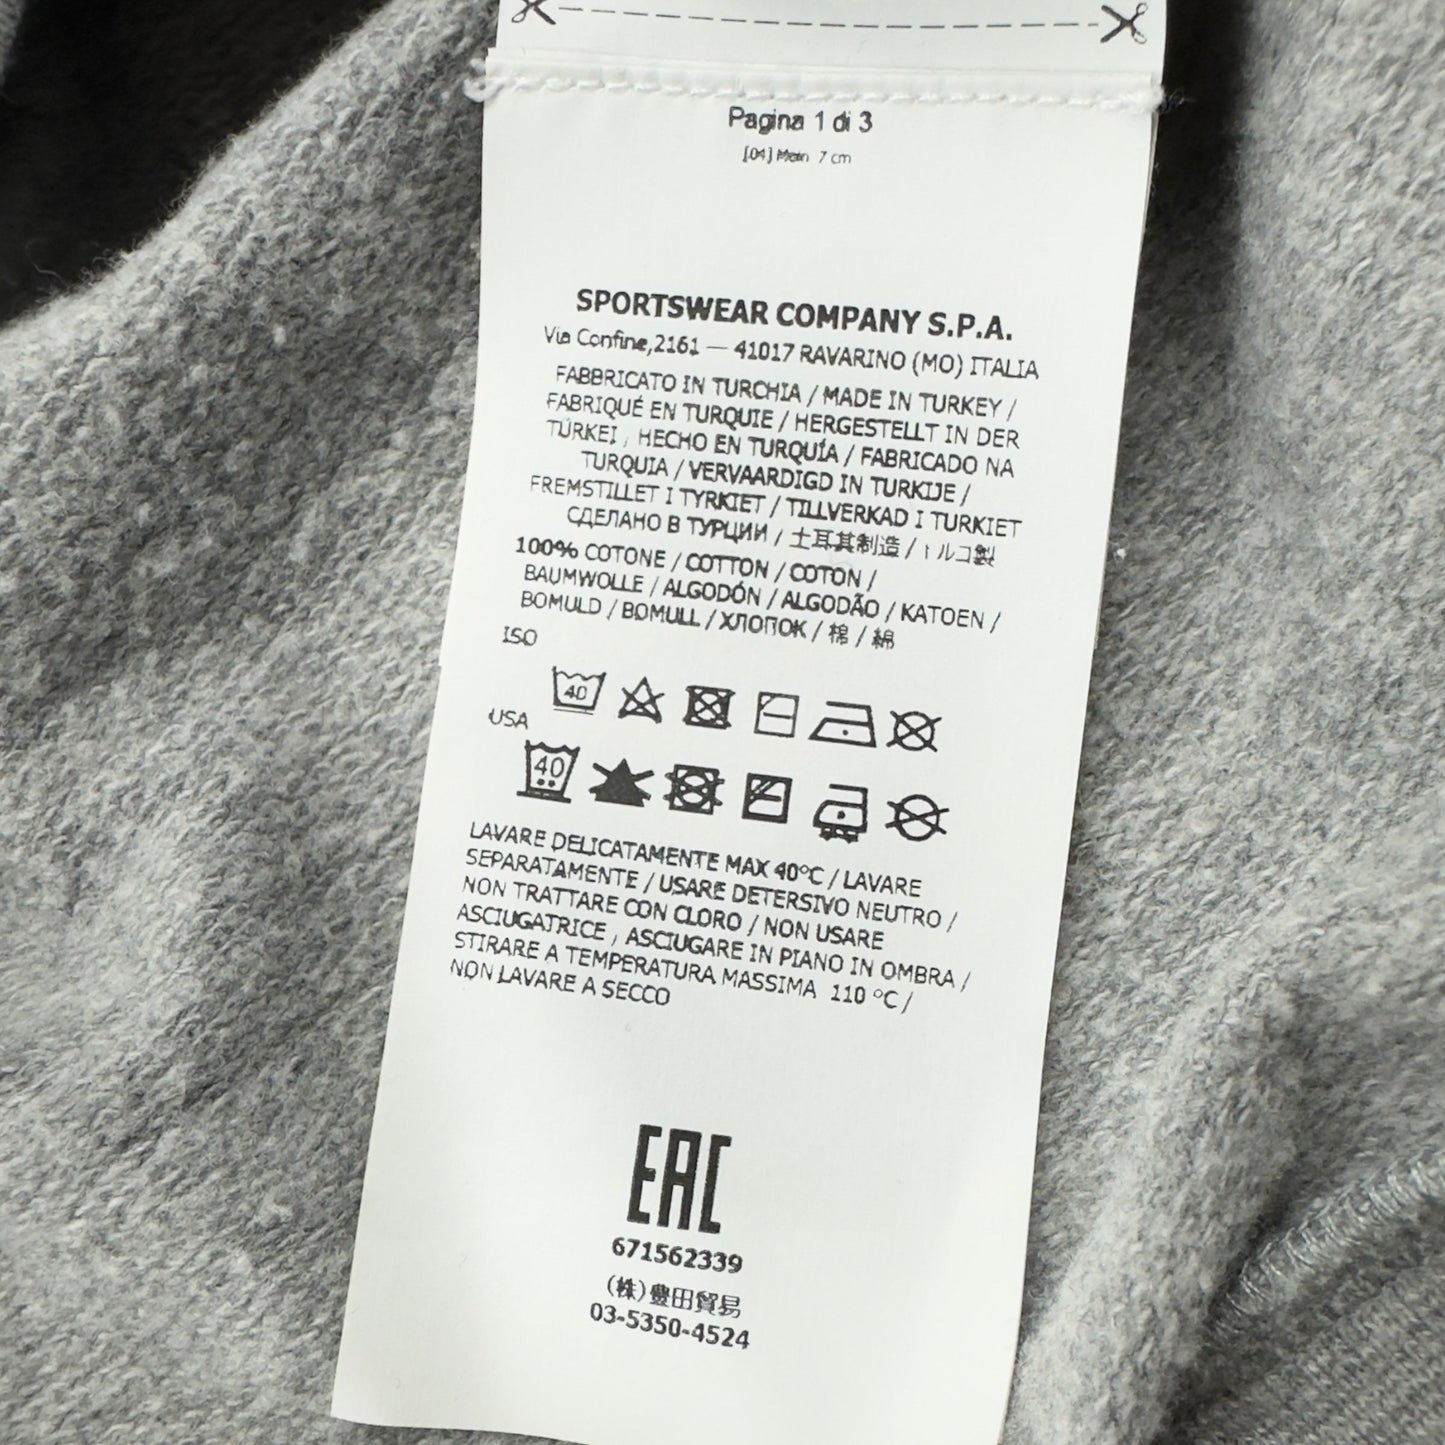 Pagina 1 di 3
[04] Main 7 cm
SPORTSWEAR COMPANY S.P.A.
Via Confine,2161 — 41017 RAVARINO (MO) ITALIA
FABBRICATO IN TURCHIA / MADE IN TURKEY /
FABRIQUÉ EN TURQUIE / HERGESTELLT IN DER
TÜRKEI , HECHO EN TURQUÍA / FABRICADO NA
TURQUIA / VERVAARDIGD IN TURKIJE /
FREMSTILLET I TYRKIET / TILLVERKAD I TURKIET
СДЕЛАНО В ТУРЦИИ / 土耳其制造 / トルコ製
100% COTONE / COTTON / COTON /
BAUMWOLLE / ALGODÓN / ALGODÃO / KATOEN /
BOMULD / BOMULL / ХЛОПОК / 棉 / 綿
ISO
40
USA
40
LAVARE DELICATAMENTE MAX 40°C / LAVARE
SEPARATAMENTE / USARE DETERSIVO NEUTRO /
NON TRATTARE CON CLORO / NON USARE
ASCIUGATRICE , ASCIUGARE IN PIANO IN OMBRA /
STIRARE A TEMPERATURA MASSIMA 110 °C /
NON LAVARE A SECCO
EAC
671562339
(株)豊田貿易
03-5350-4524